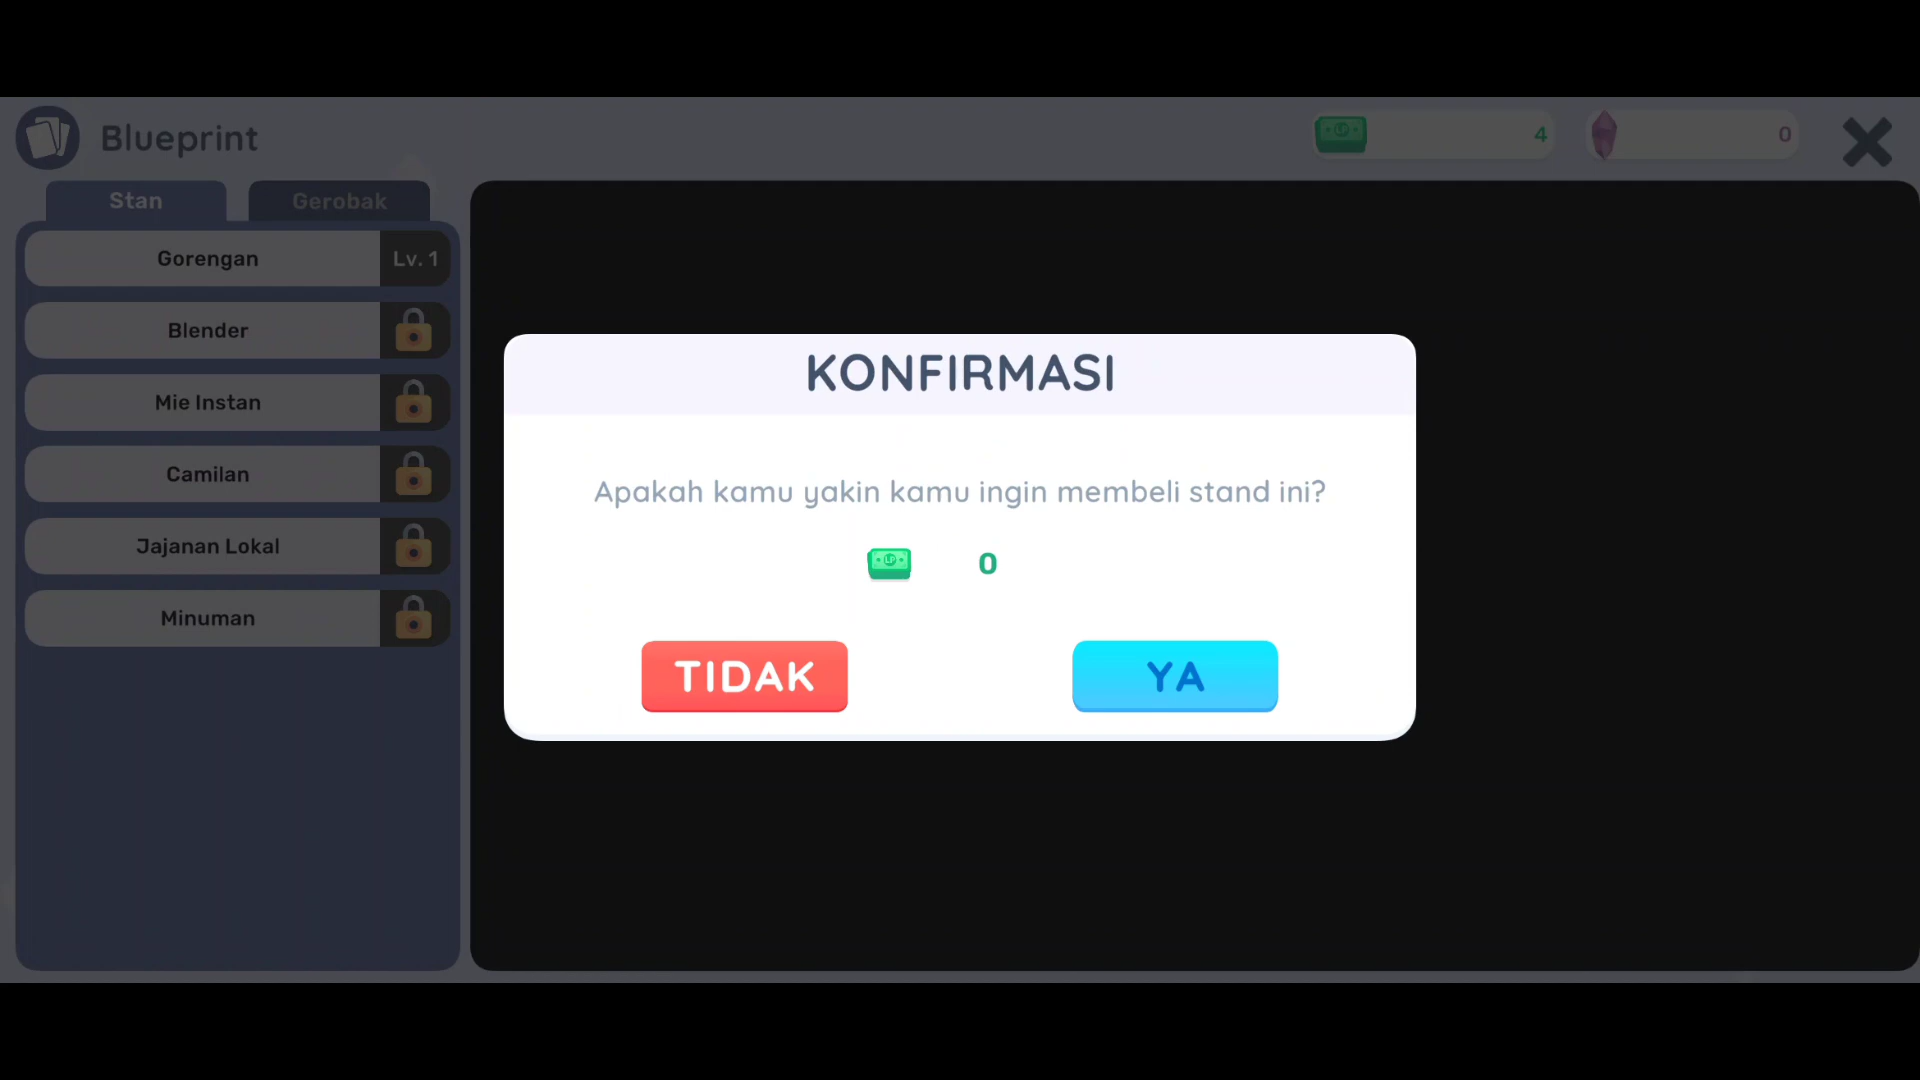 Blueprint
4
0
Stan
Gerobak
Gorengan
Lv. 1
Blender
Mie Instan
Camilan
Jajanan Lokal
Minuman
KONFIRMASI
Apakah kamu yakin kamu ingin membeli stand ini?
0
TIDAK
YA